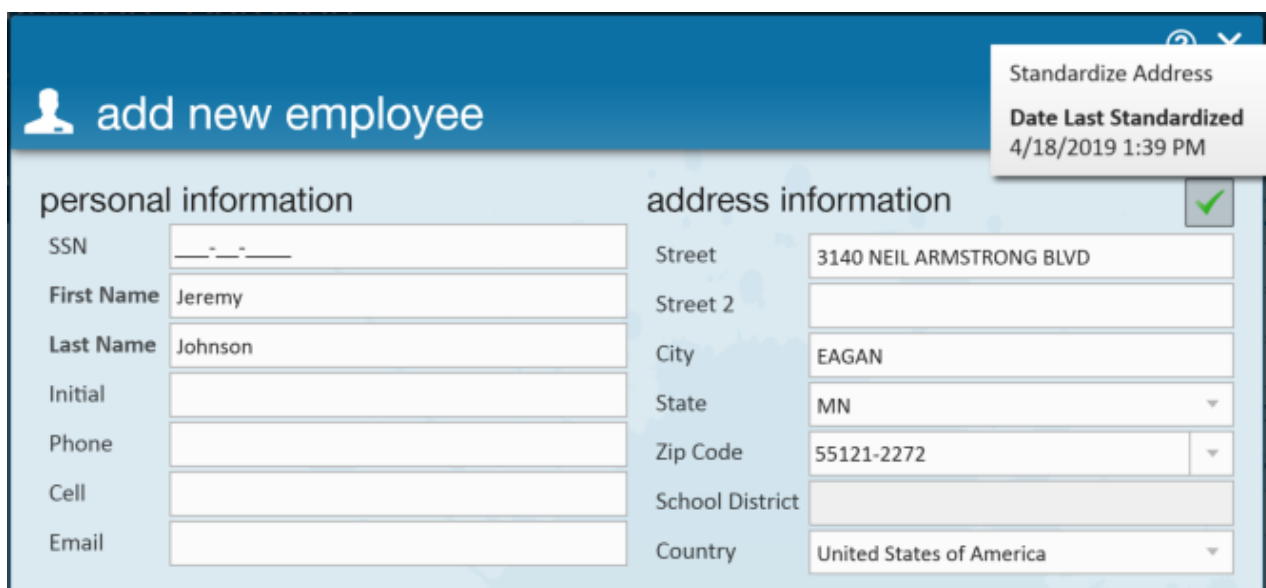 Standardize Address
Date Last Standardized
4/18/2019 1:39 PM
add new employee
personal information
SSN ___-__-____
First Name Jeremy
Last Name Johnson
Initial
Phone
Cell
Email
address information
Street 3140 NEIL ARMSTRONG BLVD
Street 2
City EAGAN
State MN
Zip Code 55121-2272
School District
Country United States of America